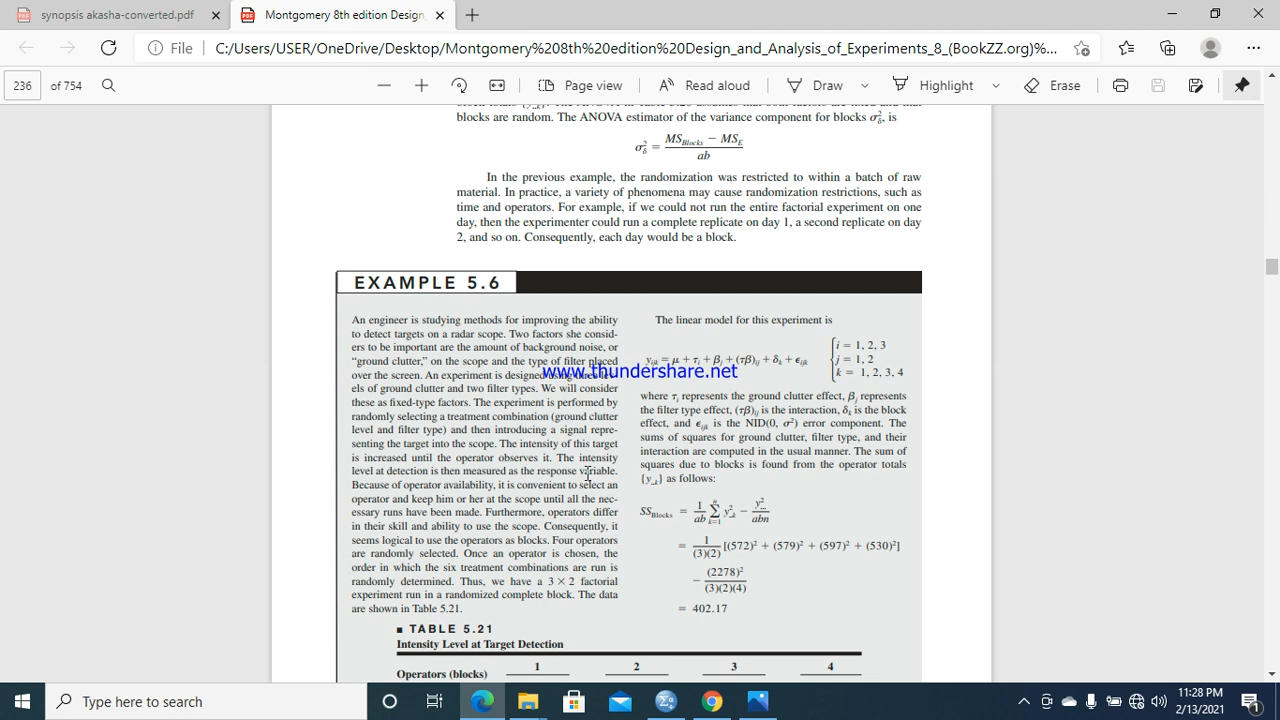 synopsis akasha-converted.pdf
Montgomery 8th edition Design_
File C:/Users/USER/OneDrive/Desktop/Montgomery%208th%20edition%20Design_and_Analysis_of_Experiments_8_(BookZZ.org)%...
236 of 754 Page view Read aloud Draw Highlight Erase
blocks are random. The ANOVA estimator of the variance component for blocks σ²δ, is
σ²δ = (MS_Blocks − MS_E) / ab
In the previous example, the randomization was restricted to within a batch of raw
material. In practice, a variety of phenomena may cause randomization restrictions, such as
time and operators. For example, if we could not run the entire factorial experiment on one
day, then the experimenter could run a complete replicate on day 1, a second replicate on day
2, and so on. Consequently, each day would be a block.
EXAMPLE 5.6
An engineer is studying methods for improving the ability
to detect targets on a radar scope. Two factors she consid-
ers to be important are the amount of background noise, or
“ground clutter,” on the scope and the type of filter placed
over the screen. An experiment is designed using
els of ground clutter and two filter types. We will consider
these as fixed-type factors. The experiment is performed by
randomly selecting a treatment combination (ground clutter
level and filter type) and then introducing a signal repre-
senting the target into the scope. The intensity of this target
is increased until the operator observes it. The intensity
level at detection is then measured as the response variable.
Because of operator availability, it is convenient to select an
operator and keep him or her at the scope until all the nec-
essary runs have been made. Furthermore, operators differ
in their skill and ability to use the scope. Consequently, it
seems logical to use the operators as blocks. Four operators
are randomly selected. Once an operator is chosen, the
order in which the six treatment combinations are run is
randomly determined. Thus, we have a 3 × 2 factorial
experiment run in a randomized complete block. The data
are shown in Table 5.21.
The linear model for this experiment is
y_ijk = μ + τ_i + β_j + (τβ)_ij + δ_k + ϵ_ijk { i = 1, 2, 3
j = 1, 2
k = 1, 2, 3, 4
www.thundershare.net
where τ_i represents the ground clutter effect, β_j represents
the filter type effect, (τβ)_ij is the interaction, δ_k is the block
effect, and ϵ_ijk is the NID(0, σ²) error component. The
sums of squares for ground clutter, filter type, and their
interaction are computed in the usual manner. The sum of
squares due to blocks is found from the operator totals
{y_..k} as follows:
SS_Blocks = 1/ab Σ_{k=1}^{n} y²_..k − y²_... / abn
= 1/(3)(2) [(572)² + (579)² + (597)² + (530)²]
− (2278)² / (3)(2)(4)
= 402.17
■ TABLE 5.21
Intensity Level at Target Detection
Operators (blocks) 1 2 3 4
Type here to search
11:28 PM
2/13/2021